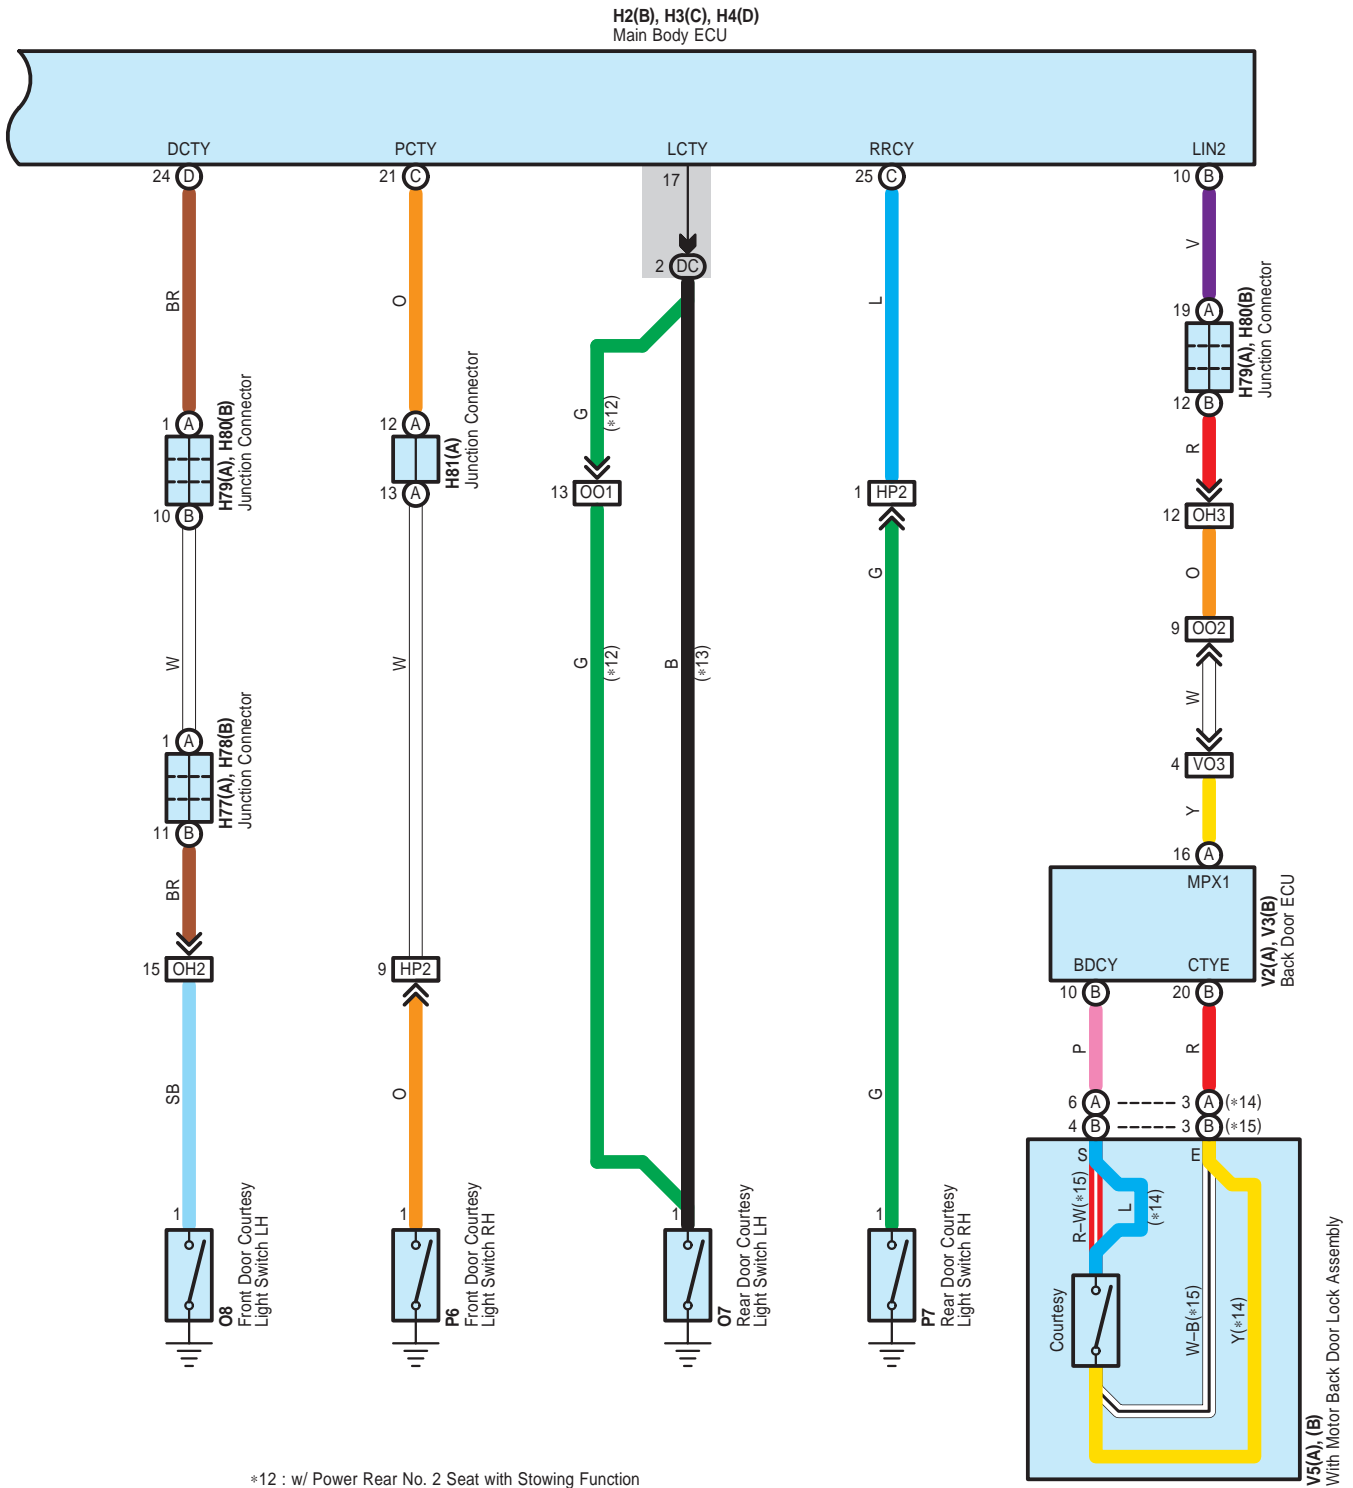 H2(B), H3(C), H4(D)
Main Body ECU
DCTY
PCTY
LCTY
RRCY
LIN2
24 D
21 C
17
25 C
10 B
2 DC
BR
O
L
V
19 A
H79(A), H80(B)
Junction Connector
12 B
G
(∗12)
1 A
H79(A), H80(B)
Junction Connector
10 B
12 A
H81(A)
Junction Connector
13 A
13 OO1
1 HP2
R
12 OH3
O
9 OO2
G
W
W
G
(∗12)
B
(∗13)
W
4 VO3
Y
16 A
1 A
H77(A), H78(B)
Junction Connector
11 B
BR
15 OH2
9 HP2
MPX1
BDCY
CTYE
V2(A), V3(B)
Back Door ECU
10 B
20 B
P
R
SB
O
G
6 A
3 A (∗14)
4 B
3 B (∗15)
S
E
R–W(∗15)
L
(∗14)
W–B(∗15)
Y(∗14)
Courtesy
V5(A), (B)
With Motor Back Door Lock Assembly
1
O8
Front Door Courtesy
Light Switch LH
1
P6
Front Door Courtesy
Light Switch RH
1
O7
Rear Door Courtesy
Light Switch LH
1
P7
Rear Door Courtesy
Light Switch RH
∗12 : w/ Power Rear No. 2 Seat with Stowing Function